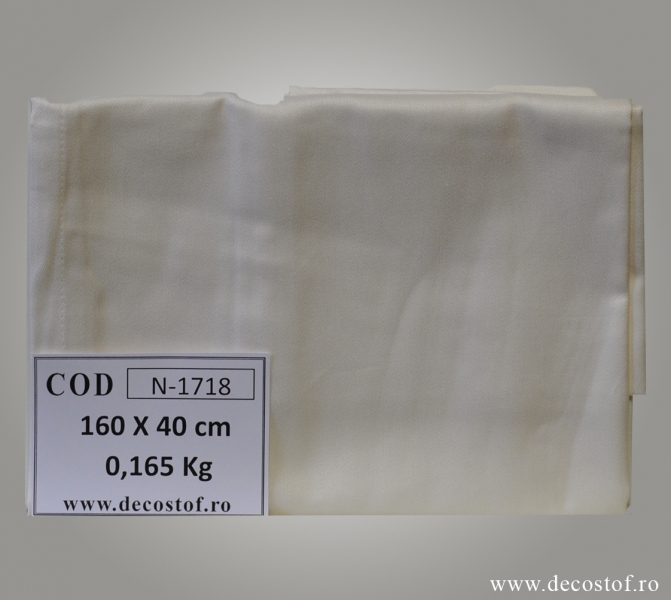 COD N-1718
160 X 40 cm
0,165 Kg
www.decostof.ro
www.decostof.ro